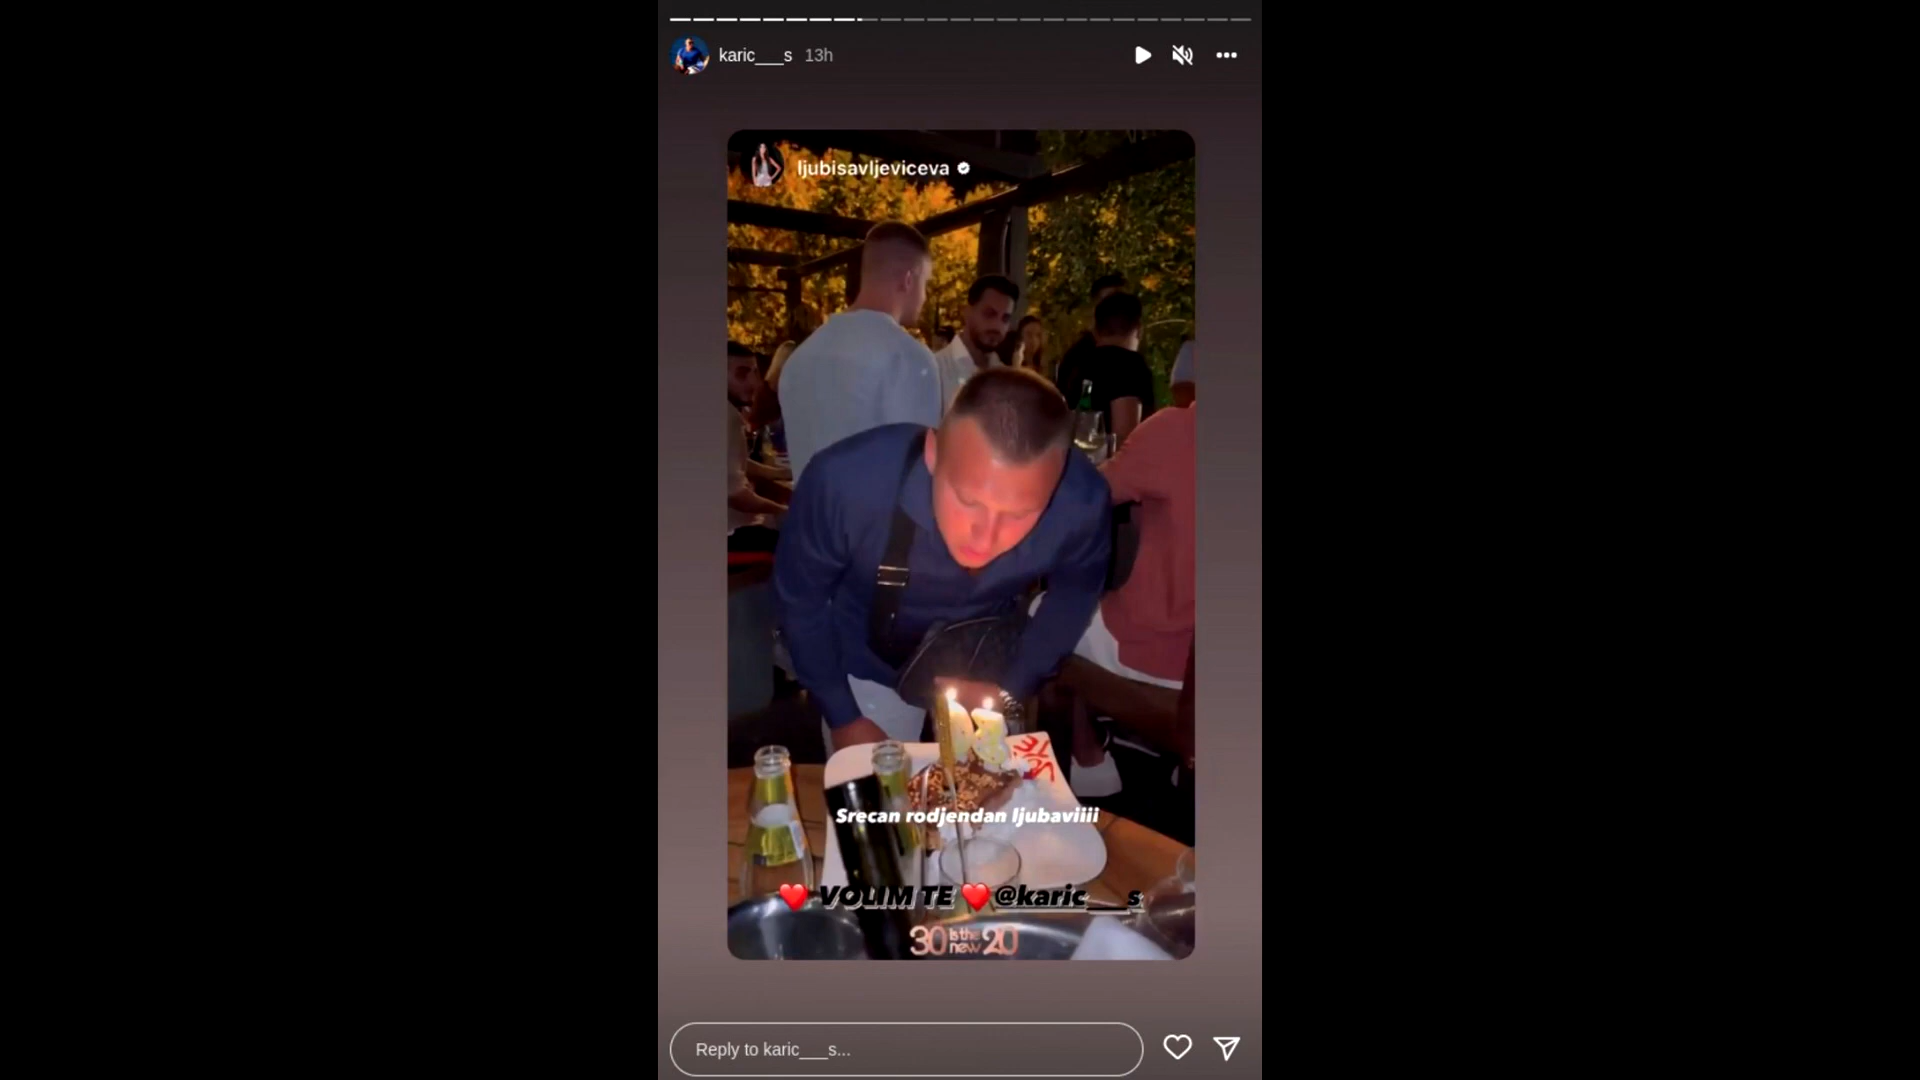 karic___s 13h
ljubisavljeviceva
Srecan rodjendan ljubaviiii
❤️ VOLIM TE ❤️@karic___s
30 is the new 20
Reply to karic___s...